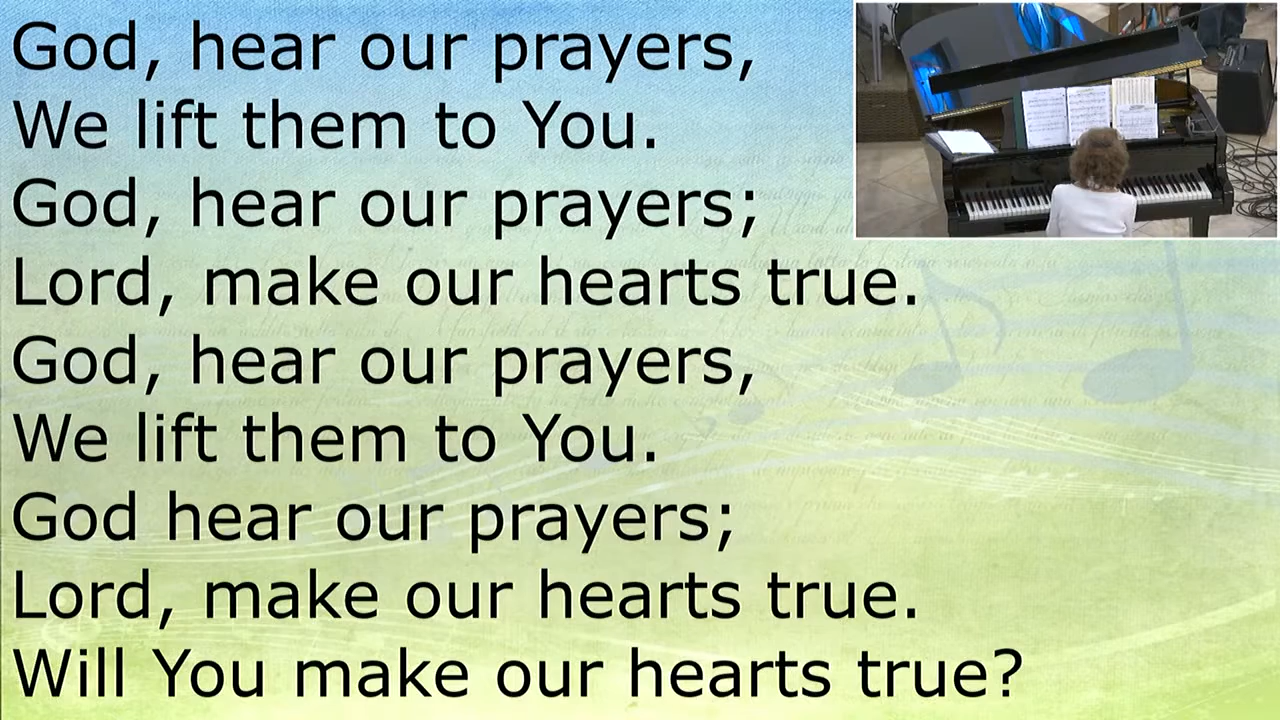 God, hear our prayers,
We lift them to You.
God, hear our prayers;
Lord, make our hearts true.
God, hear our prayers,
We lift them to You.
God hear our prayers;
Lord, make our hearts true.
Will You make our hearts true?